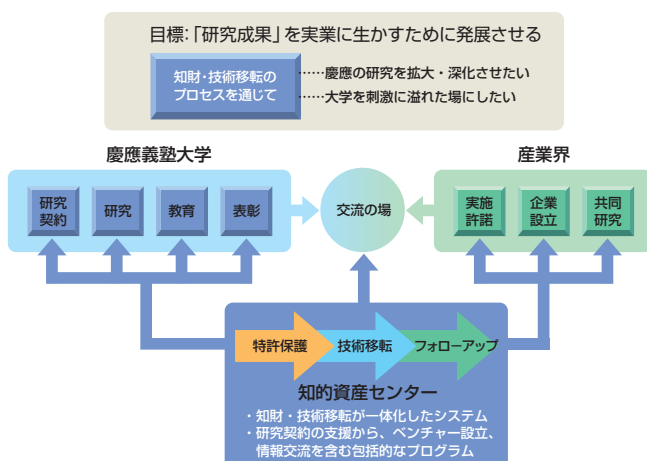 目標：「研究成果」を実業に生かすために発展させる
知財・技術移転の
プロセスを通じて
……慶應の研究を拡大・深化させたい
……大学を刺激に溢れた場にしたい
慶應義塾大学
産業界
研究
契約
研究
教育
表彰
交流の場
実施
許諾
企業
設立
共同
研究
特許保護
技術移転
フォローアップ
知的資産センター
・知財・技術移転が一体化したシステム
・研究契約の支援から、ベンチャー設立、
情報交流を含む包括的なプログラム